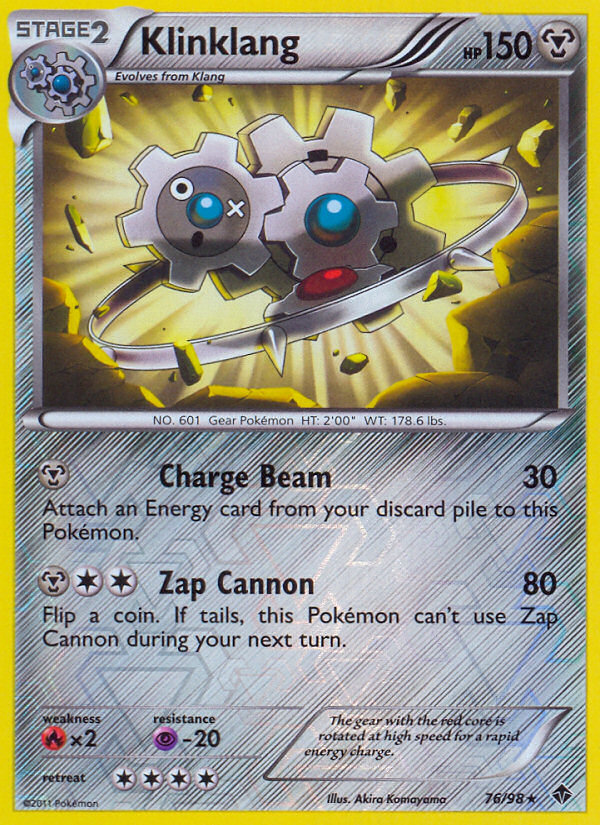 STAGE2
Klinklang
HP150
Evolves from Klang
NO. 601 Gear Pokémon HT: 2'00" WT: 178.6 lbs.
Charge Beam 30
Attach an Energy card from your discard pile to this
Pokémon.
Zap Cannon 80
Flip a coin. If tails, this Pokémon can't use Zap
Cannon during your next turn.
weakness resistance
×2 -20
The gear with the red core is
rotated at high speed for a rapid
energy charge.
retreat
©2011 Pokémon
Illus. Akira Komayama 76/98★